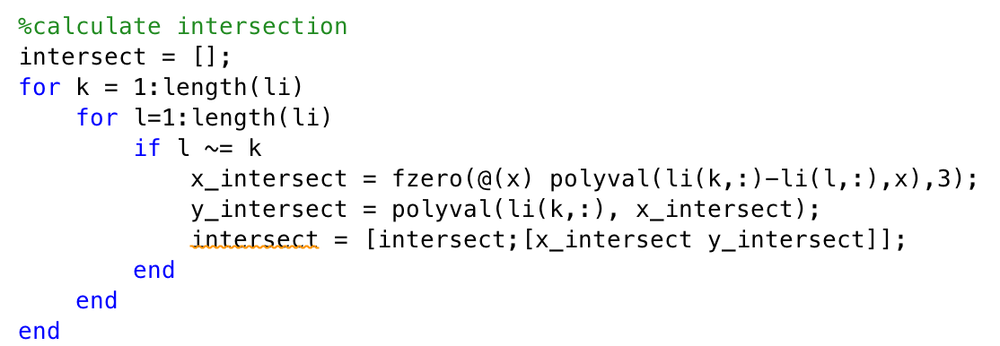 %calculate intersection
intersect = [];
for k = 1:length(li)
    for l=1:length(li)
        if l ~= k
            x_intersect = fzero(@(x) polyval(li(k,:)-li(l,:),x),3);
            y_intersect = polyval(li(k,:), x_intersect);
            intersect = [intersect;[x_intersect y_intersect]];
        end
    end
end